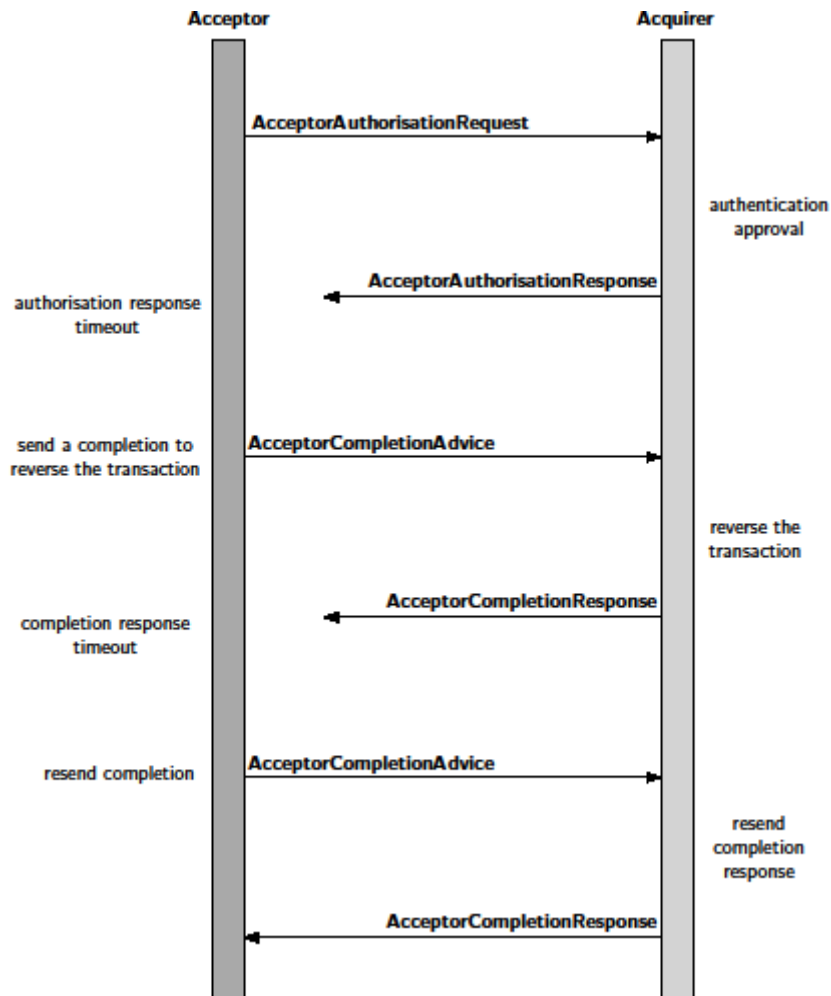 Acceptor
Acquirer
AcceptorAuthorisationRequest
authentication
approval
AcceptorAuthorisationResponse
authorisation response
timeout
send a completion to
reverse the transaction
AcceptorCompletionAdvice
reverse the
transaction
AcceptorCompletionResponse
completion response
timeout
resend completion
AcceptorCompletionAdvice
resend
completion
response
AcceptorCompletionResponse